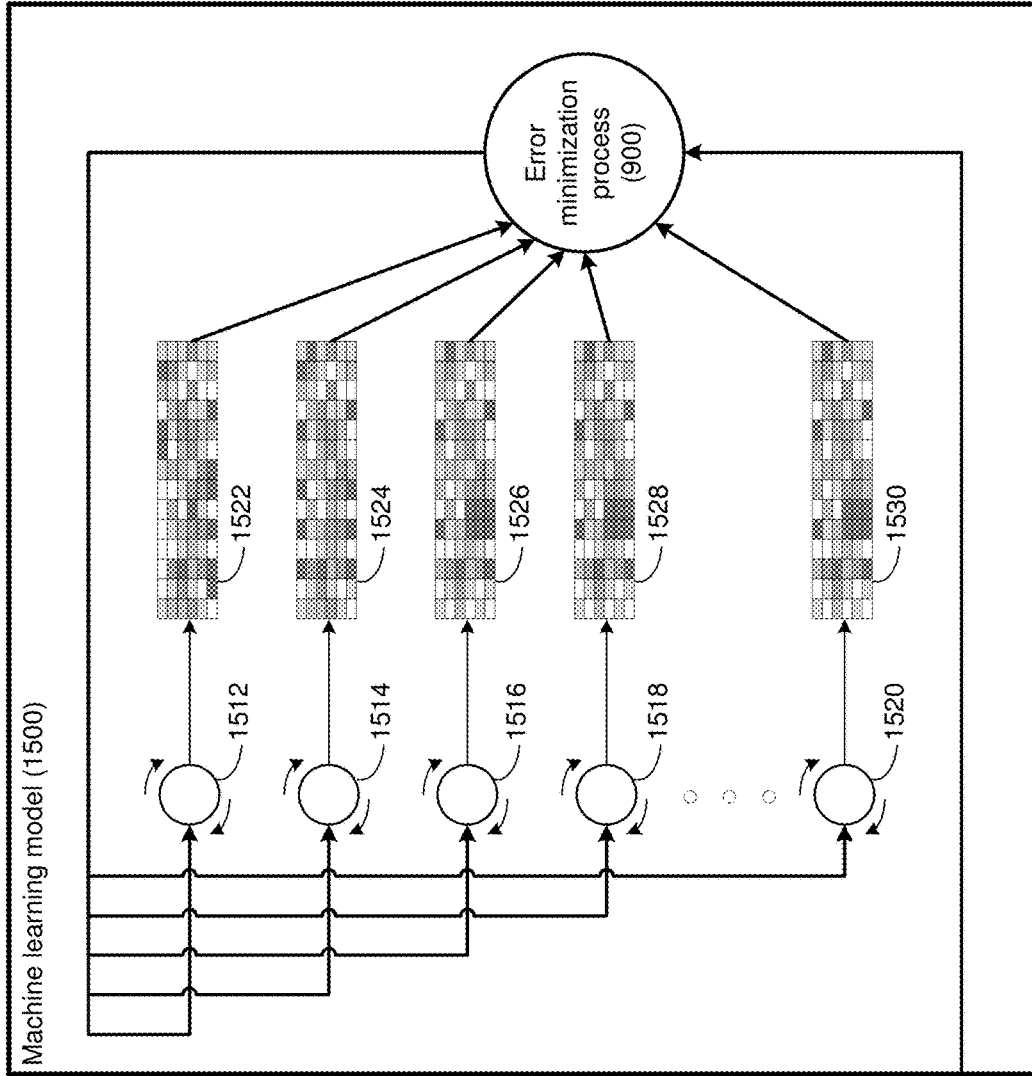 Machine learning model (1500)
1512
1522
1514
1524
1516
1526
1518
1528
1520
1530
Error
minimization
process
(900)